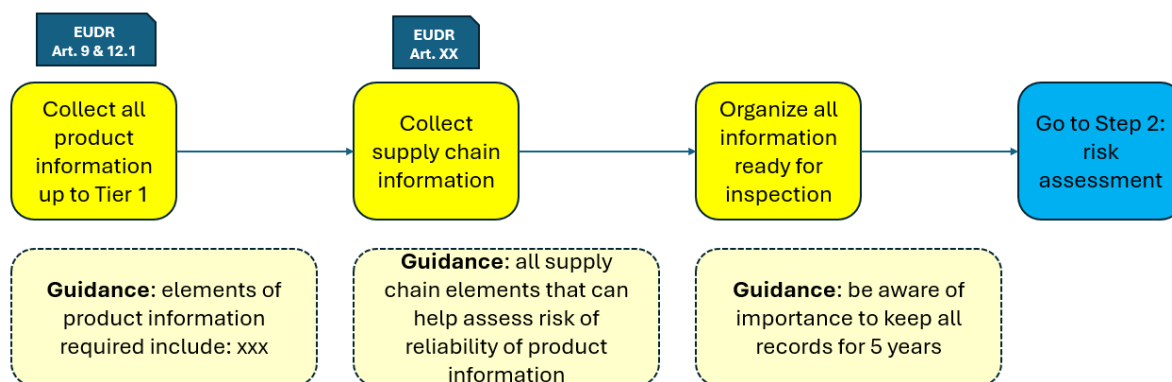 EUDR
Art. 9 & 12.1
EUDR
Art. XX
Collect all
product
information
up to Tier 1
Collect
supply chain
information
Organize all
information
ready for
inspection
Go to Step 2:
risk
assessment
Guidance: elements of
product information
required include: xxx
Guidance: all supply
chain elements that can
help assess risk of
reliability of product
information
Guidance: be aware of
importance to keep all
records for 5 years